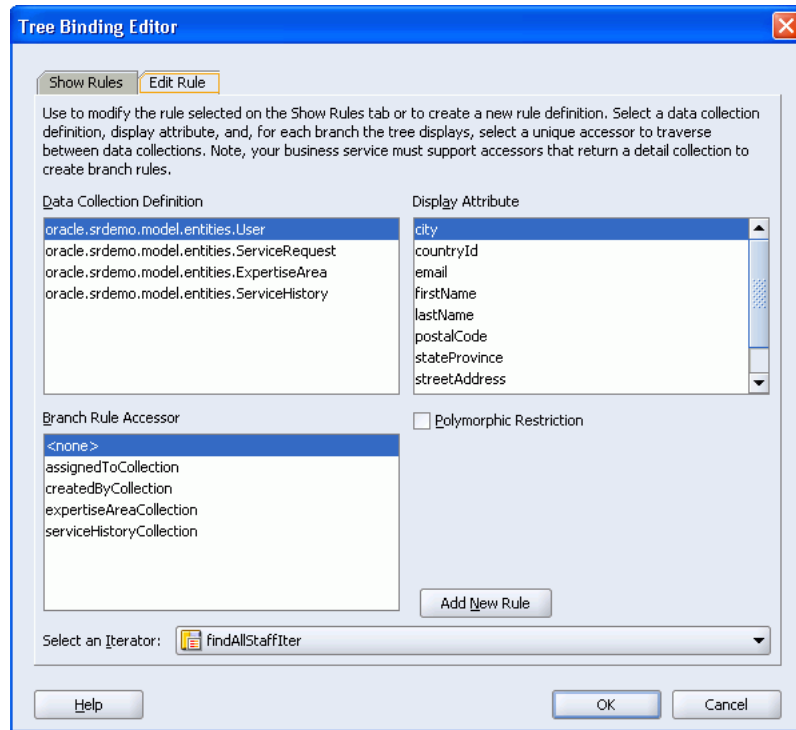 Tree Binding Editor
Show Rules
Edit Rule
Use to modify the rule selected on the Show Rules tab or to create a new rule definition. Select a data collection
definition, display attribute, and, for each branch the tree displays, select a unique accessor to traverse
between data collections. Note, your business service must support accessors that return a detail collection to
create branch rules.
Data Collection Definition
oracle.srdemo.model.entities.User
oracle.srdemo.model.entities.ServiceRequest
oracle.srdemo.model.entities.ExpertiseArea
oracle.srdemo.model.entities.ServiceHistory
Display Attribute
city
countryId
email
firstName
lastName
postalCode
stateProvince
streetAddress
Branch Rule Accessor
<none>
assignedToCollection
createdByCollection
expertiseAreaCollection
serviceHistoryCollection
Polymorphic Restriction
Add New Rule
Select an Iterator:
findAllStaffIter
Help
OK
Cancel